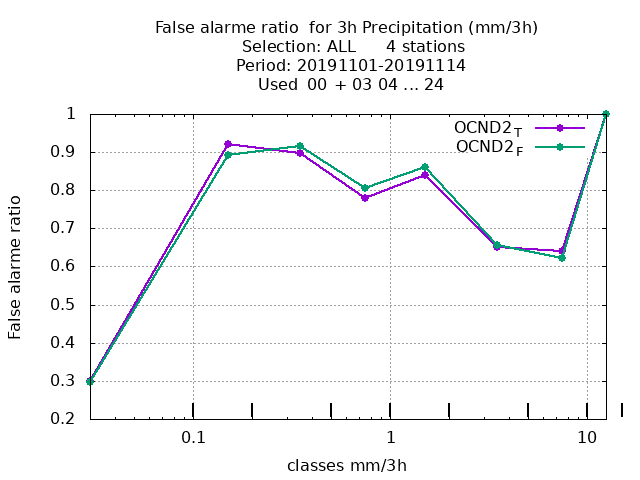 False alarme ratio  for 3h Precipitation (mm/3h)
Selection: ALL      4 stations
Period: 20191101-20191114
Used  00  + 03 04 ... 24
OCND2T
OCND2F
1
0.9
0.8
0.7
0.6
0.5
0.4
0.3
0.2
False alarme ratio
0.1 1 10
classes mm/3h